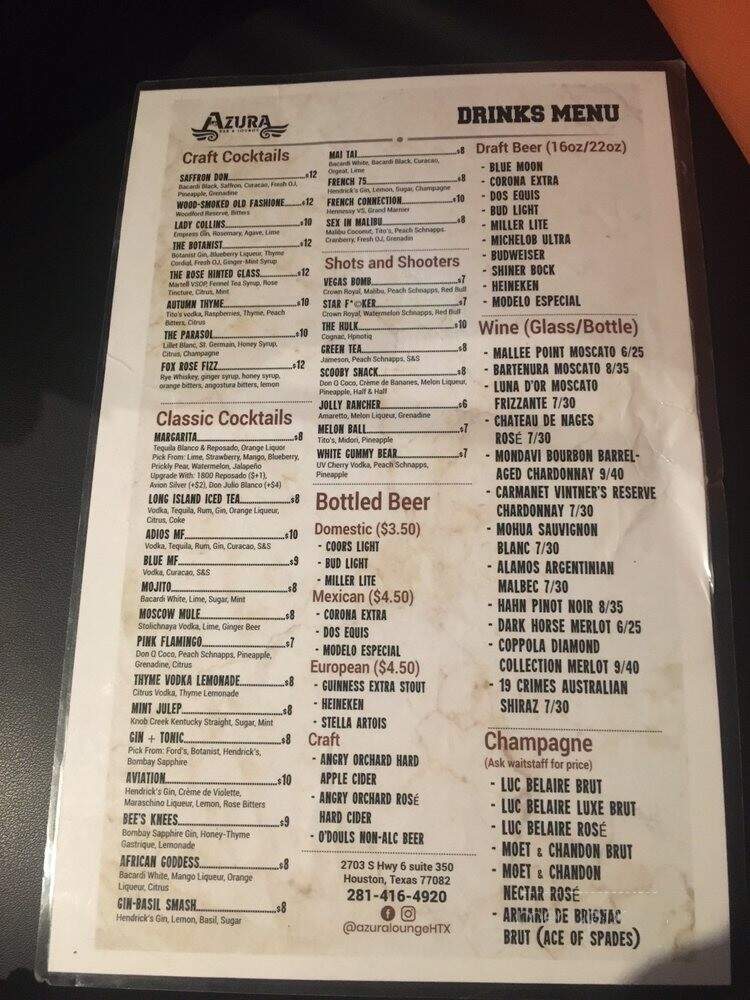 AZURA
BAR & LOUNGE
DRINKS MENU
Craft Cocktails
SAFFRON DON $12
Bacardi Black, Saffron, Curacao, Fresh OJ,
Pineapple, Grenadine
WOOD-SMOKED OLD FASHIONE $12
Woodford Reserve, Bitters
LADY COLLINS $10
Empress Gin, Rosemary, Agave, Lime
THE BOTANIST $12
Botanist Gin, Blueberry Liqueur, Thyme
Cordial, Fresh OJ, Ginger-Mint Syrup
THE ROSE HINTED GLASS $12
Martell VSOP, Fennel Tea Syrup, Rose
Tincture, Citrus, Mint
AUTUMN THYME $10
Tito's vodka, Raspberries, Thyme, Peach
Bitters, Citrus
THE PARASOL $10
Lillet Blanc, St. Germain, Honey Syrup,
Citrus, Champagne
FOX ROSE FIZZ $12
Rye Whiskey, ginger syrup, honey syrup,
orange bitters, angostura bitters, lemon
Classic Cocktails
MARGARITA $8
Tequila Blanco & Reposado, Orange Liquor
Pick From: Lime, Strawberry, Mango, Blueberry,
Prickly Pear, Watermelon, Jalapeño
Upgrade With: 1800 Reposado ($+1),
Avion Silver (+$2), Don Julio Blanco (+$4)
LONG ISLAND ICED TEA $8
Vodka, Tequila, Rum, Gin, Orange Liqueur,
Citrus, Coke
ADIOS MF $10
Vodka, Tequila, Rum, Gin, Curacao, S&S
BLUE MF $9
Vodka, Curacao, S&S
MOJITO $8
Bacardi White, Lime, Sugar, Mint
MOSCOW MULE $8
Stolichnaya Vodka, Lime, Ginger Beer
PINK FLAMINGO $7
Don Q Coco, Peach Schnapps, Pineapple,
Grenadine, Citrus
THYME VODKA LEMONADE $8
Citrus Vodka, Thyme Lemonade
MINT JULEP $8
Knob Creek Kentucky Straight, Sugar, Mint
GIN + TONIC $8
Pick From: Ford's, Botanist, Hendrick's,
Bombay Sapphire
AVIATION $10
Hendrick's Gin, Crème de Violette,
Maraschino Liqueur, Lemon, Rose Bitters
BEE'S KNEES $9
Bombay Sapphire Gin, Honey-Thyme
Gastrique, Lemonade
AFRICAN GODDESS $8
Bacardi White, Mango Liqueur, Orange
Liqueur, Citrus
GIN-BASIL SMASH $8
Hendrick's Gin, Lemon, Basil, Sugar
MAI TAI $8
Bacardi White, Bacardi Black, Curacao,
Orgeat, Lime
FRENCH 75 $8
Hendrick's Gin, Lemon, Sugar, Champagne
FRENCH CONNECTION $10
Hennessy VS, Grand Marnier
SEX IN MALIBU $8
Malibu Coconut, Tito's, Peach Schnapps
Cranberry, Fresh OJ, Grenadin
Shots and Shooters
VEGAS BOMB $7
Crown Royal, Malibu, Peach Schnapps, Red Bull
STAR F*©KER $7
Crown Royal, Watermelon Schnapps, Red Bull
THE HULK $10
Cognac, Hpnotiq
GREEN TEA $8
Jameson, Peach Schnapps, S&S
SCOOBY SNACK $8
Don Q Coco, Crème de Bananes, Melon Liqueur,
Pineapple, Half & Half
JOLLY RANCHER $6
Amaretto, Melon Liqueur, Grenadine
MELON BALL $7
Tito's, Midori, Pineapple
WHITE GUMMY BEAR $7
UV Cherry Vodka, Peach Schnapps,
Pineapple
Bottled Beer
Domestic ($3.50)
- COORS LIGHT
- BUD LIGHT
- MILLER LITE
Mexican ($4.50)
- CORONA EXTRA
- DOS EQUIS
- MODELO ESPECIAL
European ($4.50)
- GUINNESS EXTRA STOUT
- HEINEKEN
- STELLA ARTOIS
Craft
- ANGRY ORCHARD HARD
APPLE CIDER
- ANGRY ORCHARD ROSÉ
HARD CIDER
- O'DOULS NON-ALC BEER
2703 S Hwy 6 suite 350
Houston, Texas 77082
281-416-4920
@azuraloungeHTX
Draft Beer (16oz/22oz)
- BLUE MOON
- CORONA EXTRA
- DOS EQUIS
- BUD LIGHT
- MILLER LITE
- MICHELOB ULTRA
- BUDWEISER
- SHINER BOCK
- HEINEKEN
- MODELO ESPECIAL
Wine (Glass/Bottle)
- MALLEE POINT MOSCATO 6/25
- BARTENURA MOSCATO 8/35
- LUNA D'OR MOSCATO
FRIZZANTE 7/30
- CHATEAU DE NAGES
ROSÉ 7/30
- MONDAVI BOURBON BARREL-
AGED CHARDONNAY 9/40
- CARMANET VINTNER'S RESERVE
CHARDONNAY 7/30
- MOHUA SAUVIGNON
BLANC 7/30
- ALAMOS ARGENTINIAN
MALBEC 7/30
- HAHN PINOT NOIR 8/35
- DARK HORSE MERLOT 6/25
- COPPOLA DIAMOND
COLLECTION MERLOT 9/40
- 19 CRIMES AUSTRALIAN
SHIRAZ 7/30
Champagne
(Ask waitstaff for price)
- LUC BELAIRE BRUT
- LUC BELAIRE LUXE BRUT
- LUC BELAIRE ROSÉ
- MOET & CHANDON BRUT
- MOET & CHANDON
NECTAR ROSÉ
- ARMAND DE BRIGNAC
BRUT (ACE OF SPADES)